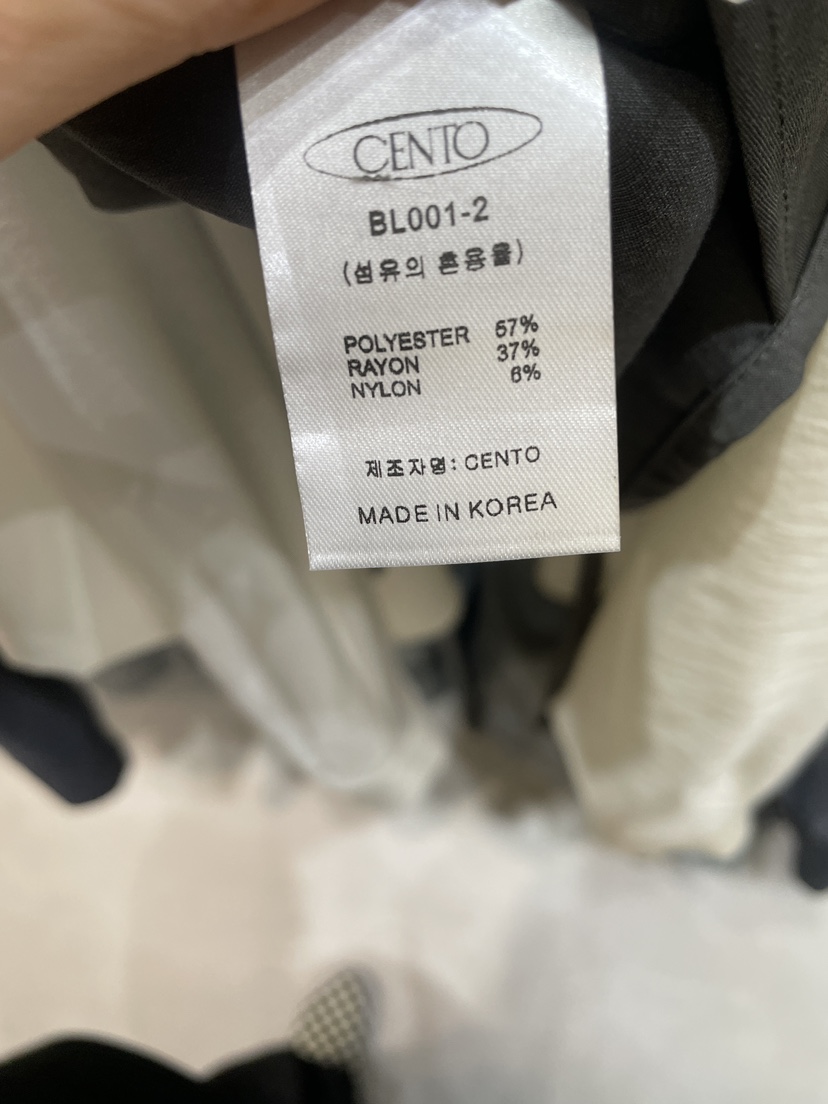 CENTO
BL001-2
(섬유의 혼용율)
POLYESTER 57%
RAYON 37%
NYLON 6%
제조자명: CENTO
MADE IN KOREA